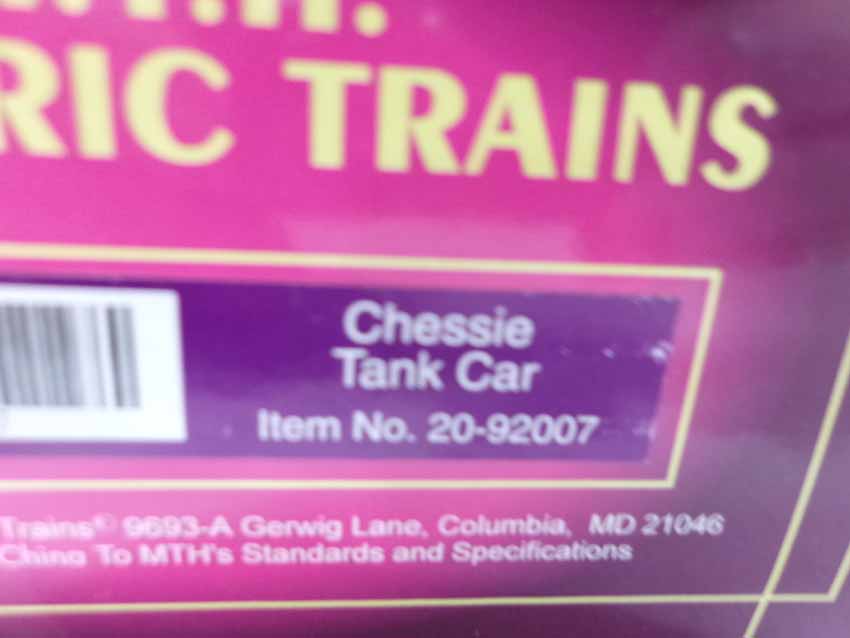 M.T.H.
RIC TRAINS
Chessie
Tank Car
Item No. 20-92007
Trains® 9693-A Gerwig Lane, Columbia, MD 21046
China To MTH's Standards and Specifications